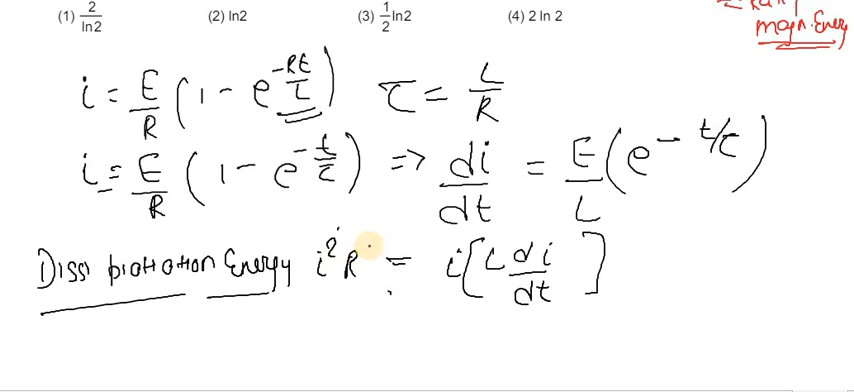 (1) 2/ln2 (2) ln2 (3) 1/2 ln2 (4) 2 ln 2
magn. Energy
i = E/R (1 - e^-Rt/L) τ = L/R
i = E/R (1 - e^-t/τ) => di/dt = E/L (e^-t/τ)
Dissipiation Energy i²R = i[L di/dt]